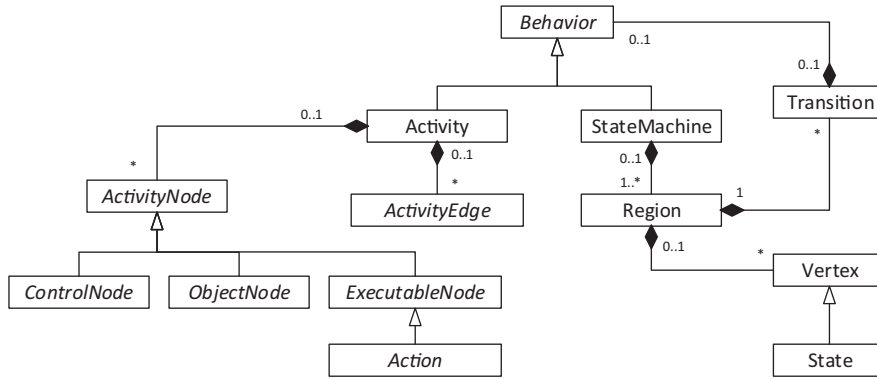 Behavior
0..1
0..1
Transition
0..1
Activity
StateMachine
*
0..1
0..1
*
*
1..*
1
ActivityNode
ActivityEdge
Region
0..1
*
Vertex
ControlNode
ObjectNode
ExecutableNode
Action
State